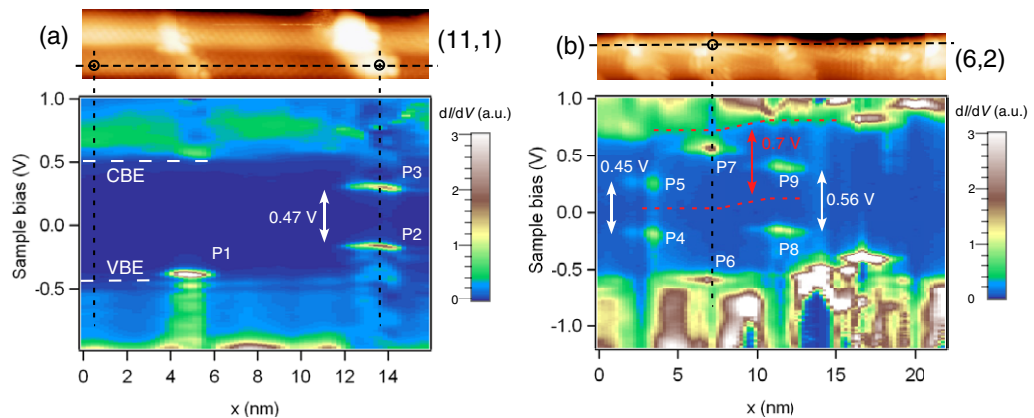 (a)
(11,1)
(b)
(6,2)
1.0
0.5
0.0
-0.5
Sample bias (V)
CBE
VBE
0.47 V
P1
P2
P3
0
2
4
6
8
10
12
14
x (nm)
dI/dV (a.u.)
3
2
1
0
1.0
0.5
0.0
-0.5
-1.0
Sample bias (V)
0.45 V
P5
P4
P7
0.7 V
P9
0.56 V
P8
P6
0
5
10
15
20
x (nm)
dI/dV (a.u.)
3
2
1
0